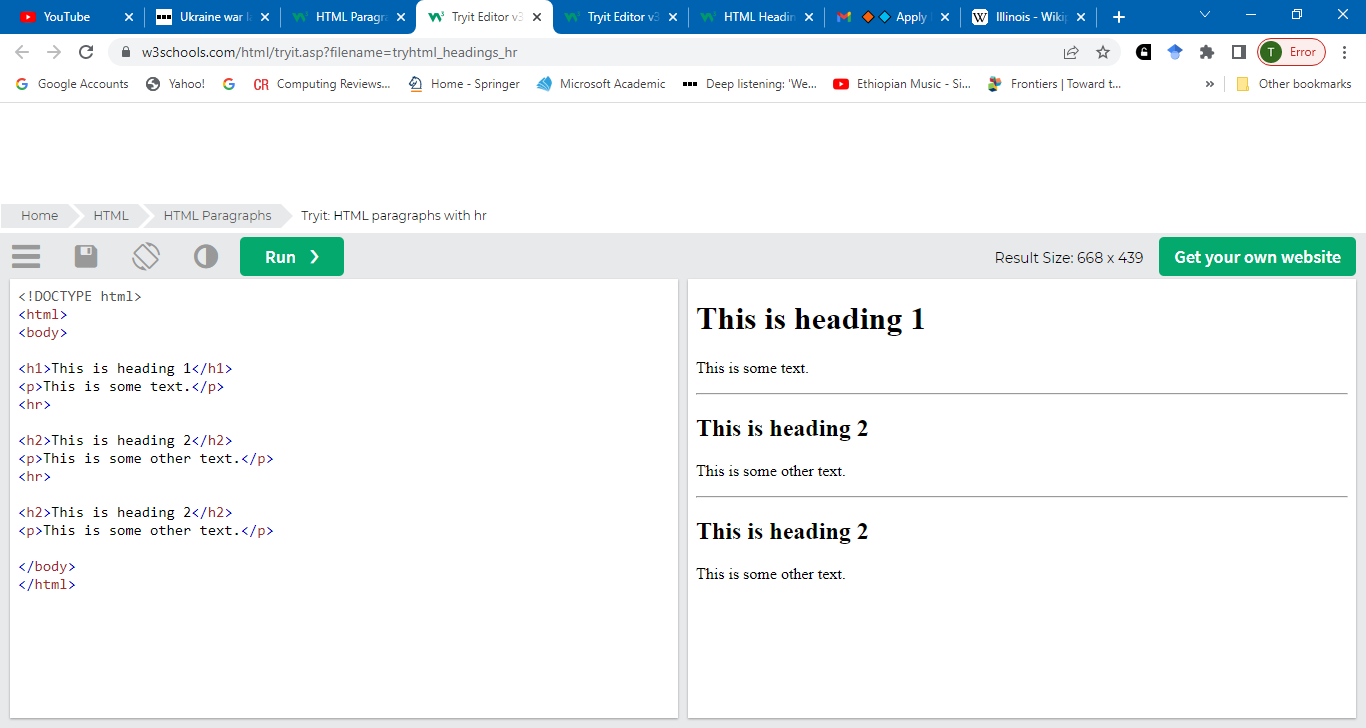 YouTube
Ukraine war l
HTML Paragra
Tryit Editor v3
Tryit Editor v3
HTML Headin
Apply
Illinois - Wikip
w3schools.com/html/tryit.asp?filename=tryhtml_headings_hr
T Error
Google Accounts
Yahoo!
CR Computing Reviews...
Home - Springer
Microsoft Academic
Deep listening: 'We...
Ethiopian Music - Si...
Frontiers | Toward t...
»
Other bookmarks
Home
HTML
HTML Paragraphs
Tryit: HTML paragraphs with hr
Run ❯
Result Size: 668 x 439
Get your own website
<!DOCTYPE html>
<html>
<body>
<h1>This is heading 1</h1>
<p>This is some text.</p>
<hr>
<h2>This is heading 2</h2>
<p>This is some other text.</p>
<hr>
<h2>This is heading 2</h2>
<p>This is some other text.</p>
</body>
</html>
This is heading 1
This is some text.
This is heading 2
This is some other text.
This is heading 2
This is some other text.